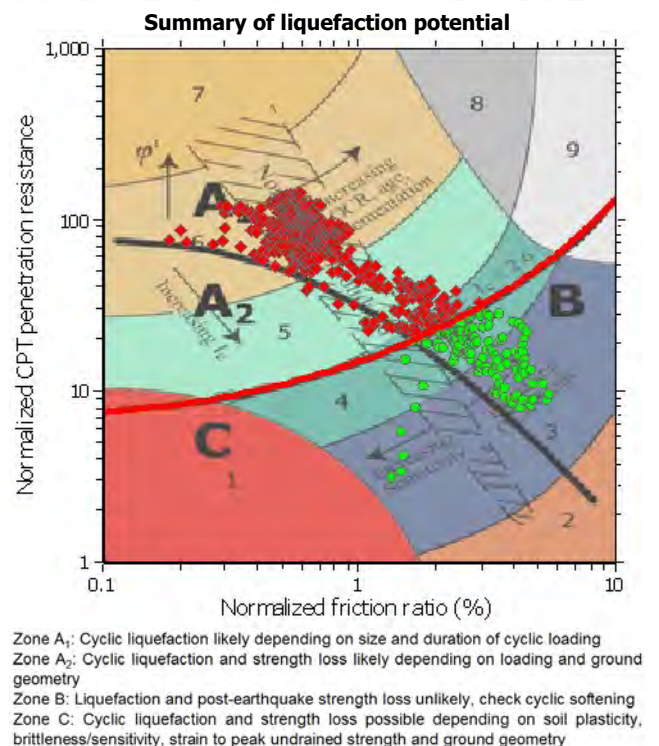 Summary of liquefaction potential
1,000
100
10
1
Normalized CPT penetration resistance
7
8
9
φ'
A
A2
B
C
5
4
3
1
2
Increasing
0.1
1
10
Normalized friction ratio (%)
Zone A1: Cyclic liquefaction likely depending on size and duration of cyclic loading
Zone A2: Cyclic liquefaction and strength loss likely depending on loading and ground
geometry
Zone B: Liquefaction and post-earthquake strength loss unlikely, check cyclic softening
Zone C: Cyclic liquefaction and strength loss possible depending on soil plasticity,
brittleness/sensitivity, strain to peak undrained strength and ground geometry